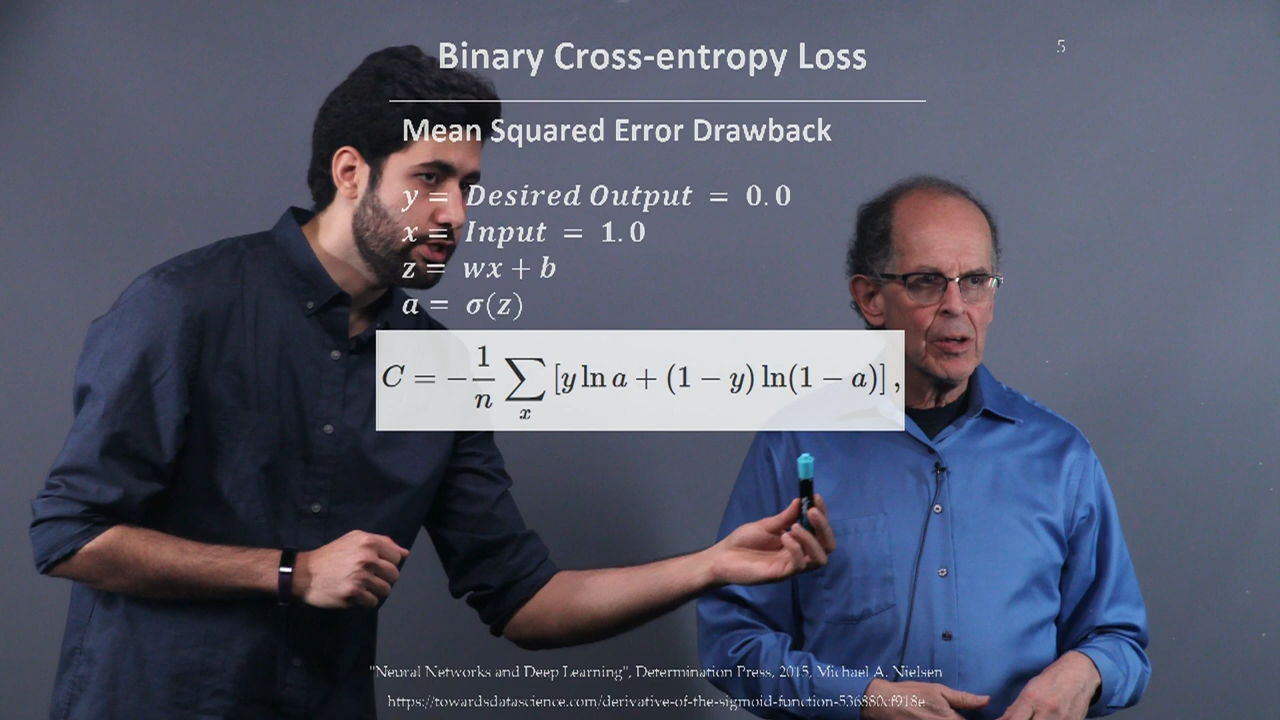 5
Binary Cross-entropy Loss
Mean Squared Error Drawback
y = Desired Output = 0.0
x = Input = 1.0
z = wx + b
a = σ(z)
C = −1/n ∑x [y ln a + (1 − y) ln(1 − a)] ,
"Neural Networks and Deep Learning", Determination Press, 2015, Michael A. Nielsen
https://towardsdatascience.com/derivative-of-the-sigmoid-function-536880cf918e